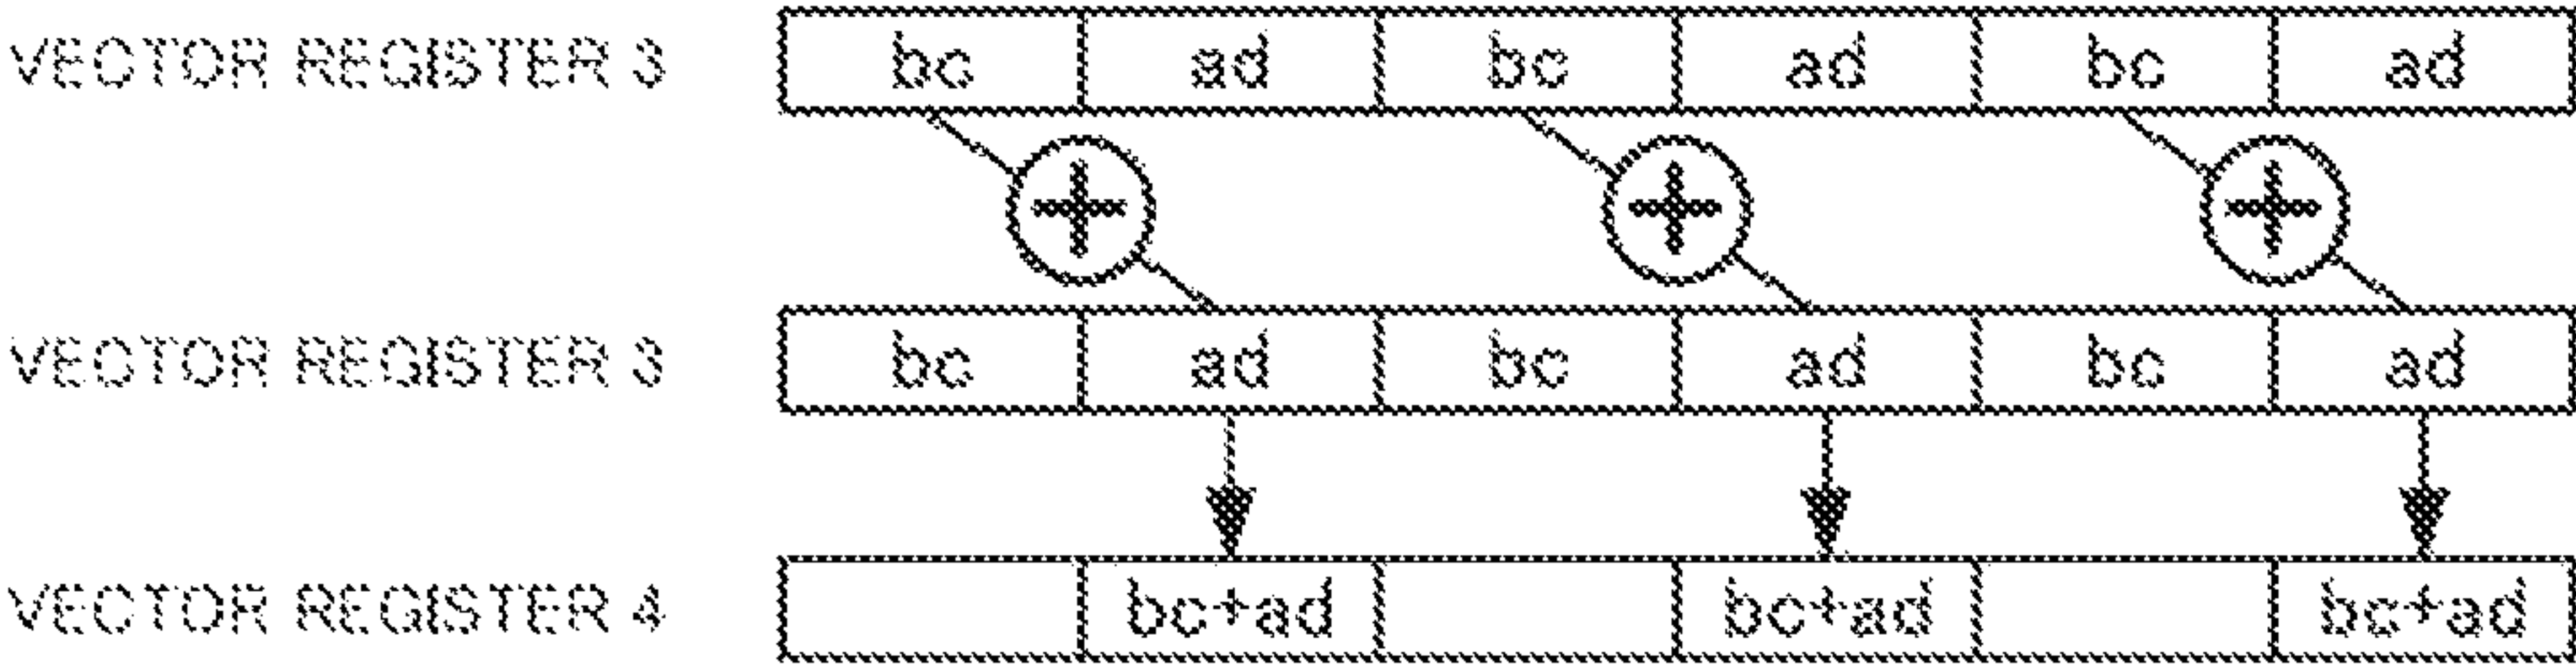 VECTOR REGISTER 3 bc ad bc ad bc ad
+ + +
VECTOR REGISTER 3 bc ad bc ad bc ad
VECTOR REGISTER 4 bc+ad bc+ad bc+ad